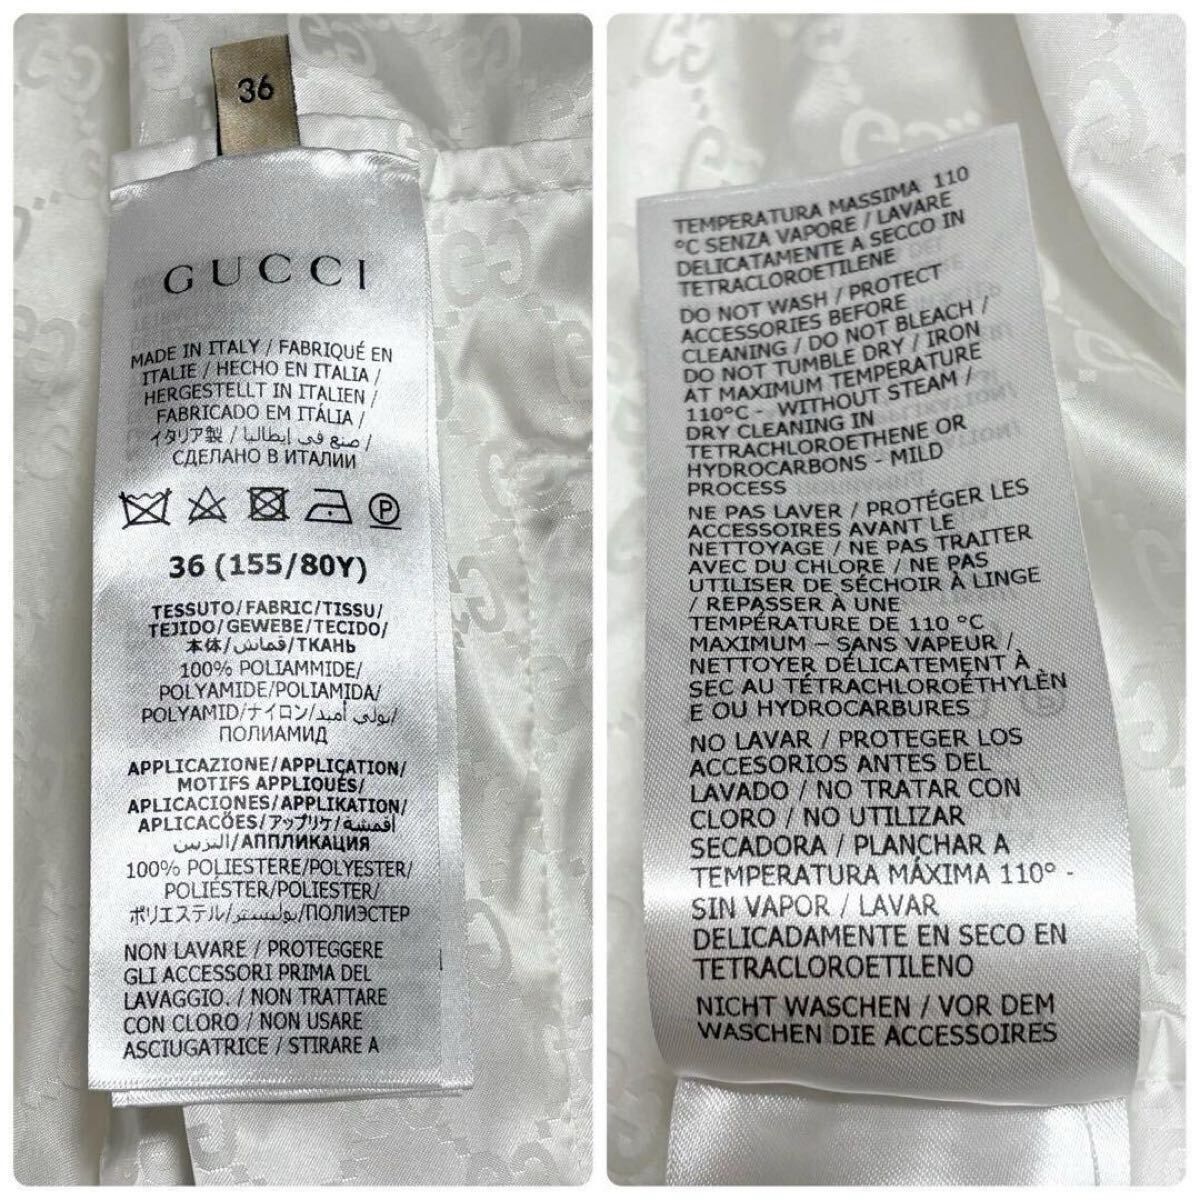 36
GUCCI
MADE IN ITALY / FABRIQUÉ EN
ITALIE / HECHO EN ITALIA /
HERGESTELLT IN ITALIEN /
FABRICADO EM ITÁLIA /
イタリア製 / صنع في إيطاليا /
СДЕЛАНО В ИТАЛИИ
P
36 (155/80Y)
TESSUTO/FABRIC/TISSU/
TEJIDO/GEWEBE/TECIDO/
本体/قماش/ТКАНЬ
100% POLIAMMIDE/
POLYAMIDE/POLIAMIDA/
POLYAMID/ナイロン/بولي أميد/
ПОЛИАМИД
APPLICAZIONE/APPLICATION/
MOTIFS APPLIQUÉS/
APLICACIONES/APPLIKATION/
APLICAÇÕES/アップリケ/أقمشة
التزيين/АППЛИКАЦИЯ
100% POLIESTERE/POLYESTER/
POLIÉSTER/POLIESTER/
ポリエステル/بوليستر/ПОЛИЭСТЕР
NON LAVARE / PROTEGGERE
GLI ACCESSORI PRIMA DEL
LAVAGGIO. / NON TRATTARE
CON CLORO / NON USARE
ASCIUGATRICE / STIRARE A
TEMPERATURA MASSIMA 110
°C SENZA VAPORE / LAVARE
DELICATAMENTE A SECCO IN
TETRACLOROETILENE
DO NOT WASH / PROTECT
ACCESSORIES BEFORE
CLEANING / DO NOT BLEACH /
DO NOT TUMBLE DRY / IRON
AT MAXIMUM TEMPERATURE
110°C - WITHOUT STEAM /
DRY CLEANING IN
TETRACHLOROETHENE OR
HYDROCARBONS - MILD
PROCESS
NE PAS LAVER / PROTÉGER LES
ACCESSOIRES AVANT LE
NETTOYAGE / NE PAS TRAITER
AVEC DU CHLORE / NE PAS
UTILISER DE SÉCHOIR À LINGE
/ REPASSER À UNE
TEMPÉRATURE DE 110 °C
MAXIMUM – SANS VAPEUR /
NETTOYER DÉLICATEMENT À
SEC AU TÉTRACHLOROÉTHYLÈN
E OU HYDROCARBURES
NO LAVAR / PROTEGER LOS
ACCESORIOS ANTES DEL
LAVADO / NO TRATAR CON
CLORO / NO UTILIZAR
SECADORA / PLANCHAR A
TEMPERATURA MÁXIMA 110° -
SIN VAPOR / LAVAR
DELICADAMENTE EN SECO EN
TETRACLOROETILENO
NICHT WASCHEN / VOR DEM
WASCHEN DIE ACCESSOIRES